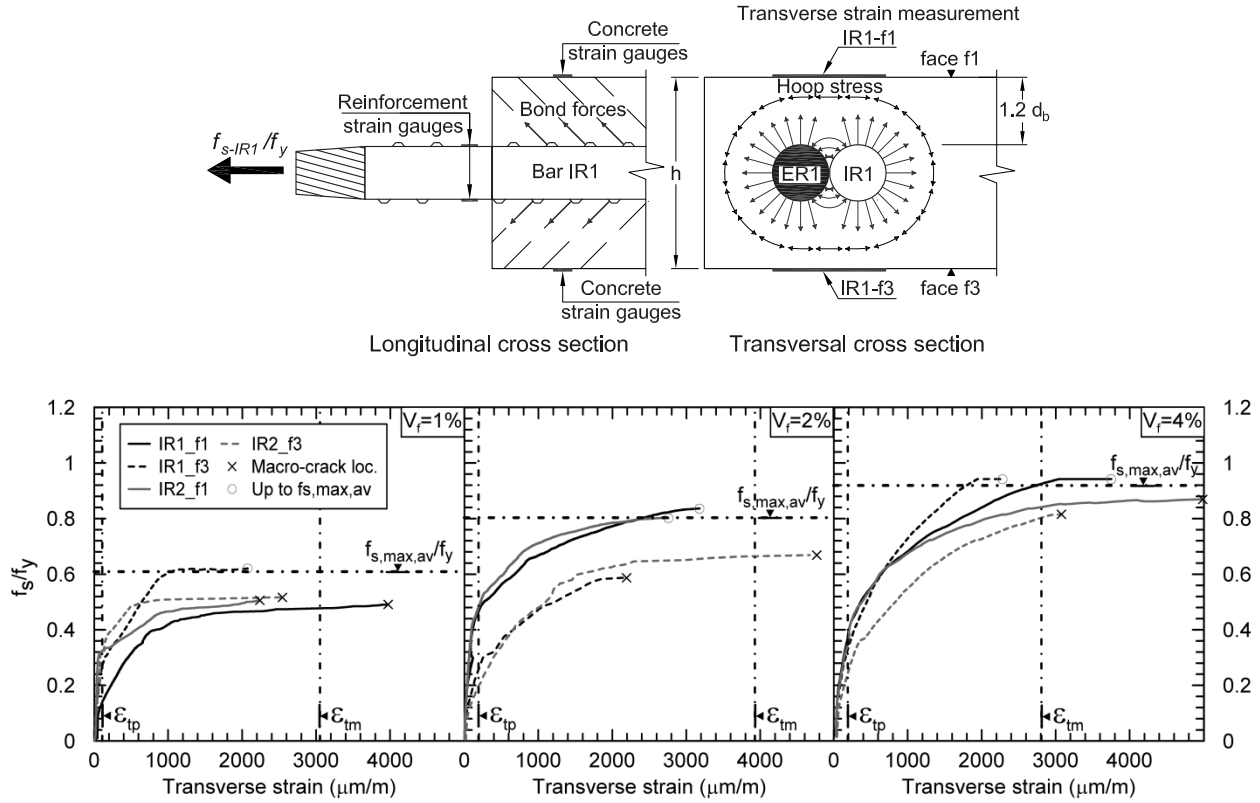 Concrete
strain gauges
Transverse strain measurement
IR1-f1
face f1
Reinforcement
strain gauges
Bond forces
Hoop stress
1.2 d_b
f_s-IR1/f_y
Bar IR1
h
ER1
IR1
Concrete
strain gauges
IR1-f3
face f3
Longitudinal cross section
Transversal cross section
1.2
1
0.8
0.6
0.4
0.2
0
f_s/f_y
V_f=1%
IR1_f1
IR1_f3
IR2_f1
IR2_f3
Macro-crack loc.
Up to fs,max,av
f_s,max,av/f_y
ε_tp
ε_tm
0 1000 2000 3000 4000
Transverse strain (μm/m)
V_f=2%
f_s,max,av/f_y
ε_tp
ε_tm
0 1000 2000 3000 4000
Transverse strain (μm/m)
V_f=4%
f_s,max,av/f_y
ε_tp
ε_tm
0 1000 2000 3000 4000 5000
Transverse strain (μm/m)
1.2
1
0.8
0.6
0.4
0.2
0